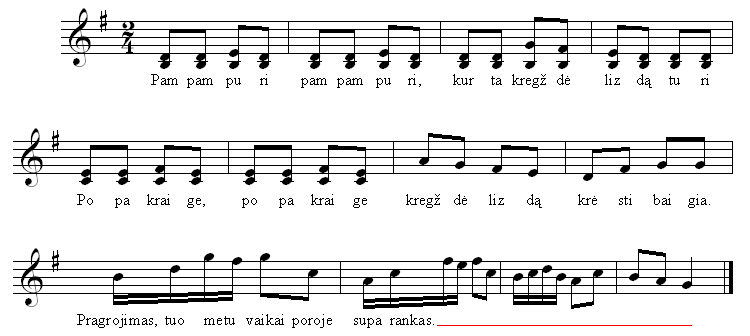 2
4
Pam pam pu ri pam pam pu ri, kur ta kregž dė liz dą tu ri
Po pa krai ge, po pa krai ge kregž dė liz dą krė sti bai gia.
Pragrojimas, tuo metu vaikai poroje supa rankas.